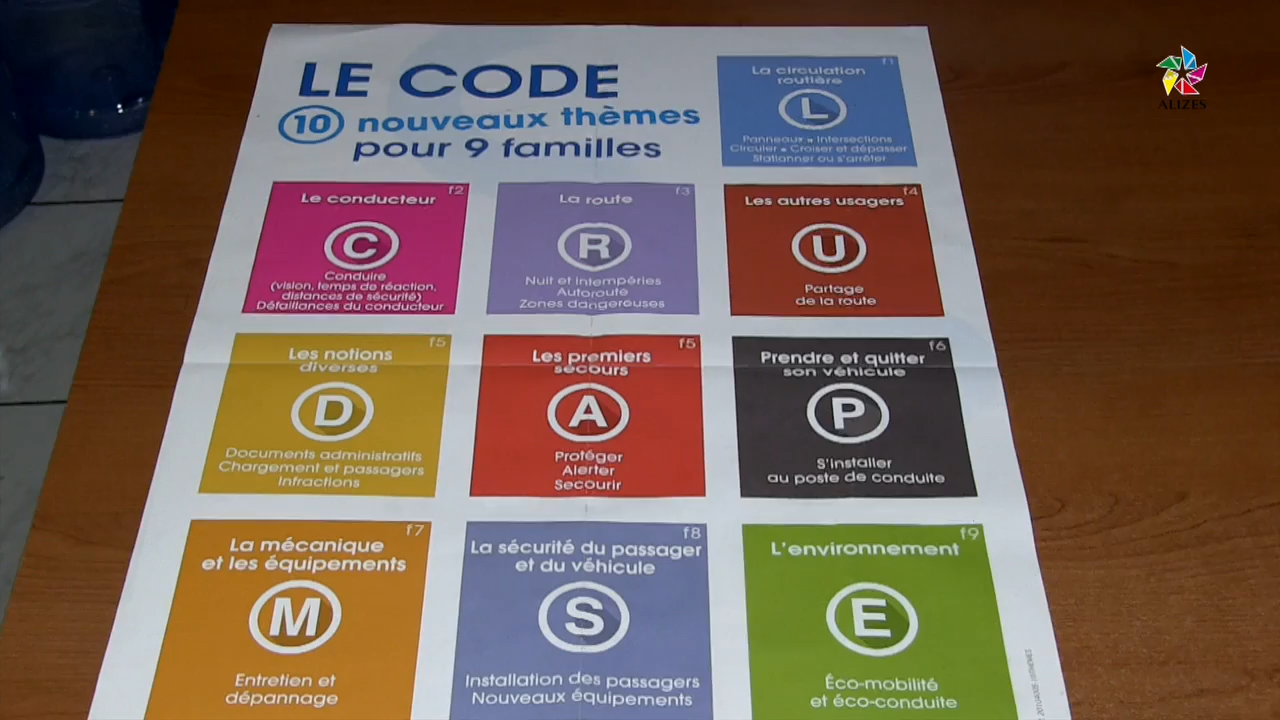 LE CODE
10 nouveaux thèmes
pour 9 familles
f1
La circulation
routière
L
Panneaux • Intersections
Circuler • Croiser et dépasser
Stationner ou s'arrêter
ALIZES
f2
Le conducteur
C
Conduire
(vision, temps de réaction,
distances de sécurité)
Défaillances du conducteur
f3
La route
R
Nuit et intempéries
Autoroute
Zones dangereuses
f4
Les autres usagers
U
Partage
de la route
f5
Les notions
diverses
D
Documents administratifs
Chargement et passagers
Infractions
f5
Les premiers
secours
A
Protéger
Alerter
Secourir
f6
Prendre et quitter
son véhicule
P
S'installer
au poste de conduite
f7
La mécanique
et les équipements
M
Entretien et
dépannage
f8
La sécurité du passager
et du véhicule
S
Installation des passagers
Nouveaux équipements
f9
L'environnement
E
Éco-mobilité
et éco-conduite